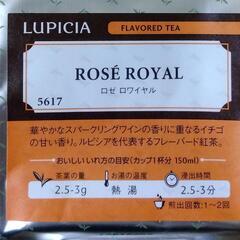 LUPICIA
FLAVORED TEA
ROSÉ ROYAL
ロゼ ロワイヤル
5617
華やかなスパークリングワインの香りに重なるイチゴ
の甘い香り。ルピシアを代表するフレーバード紅茶。
おいしいいれ方の目安(カップ1杯分 150ml)
茶葉の量
お湯の温度
浸出時間
2.5-3g
熱湯
2.5-3分
煎出回数:1〜2回